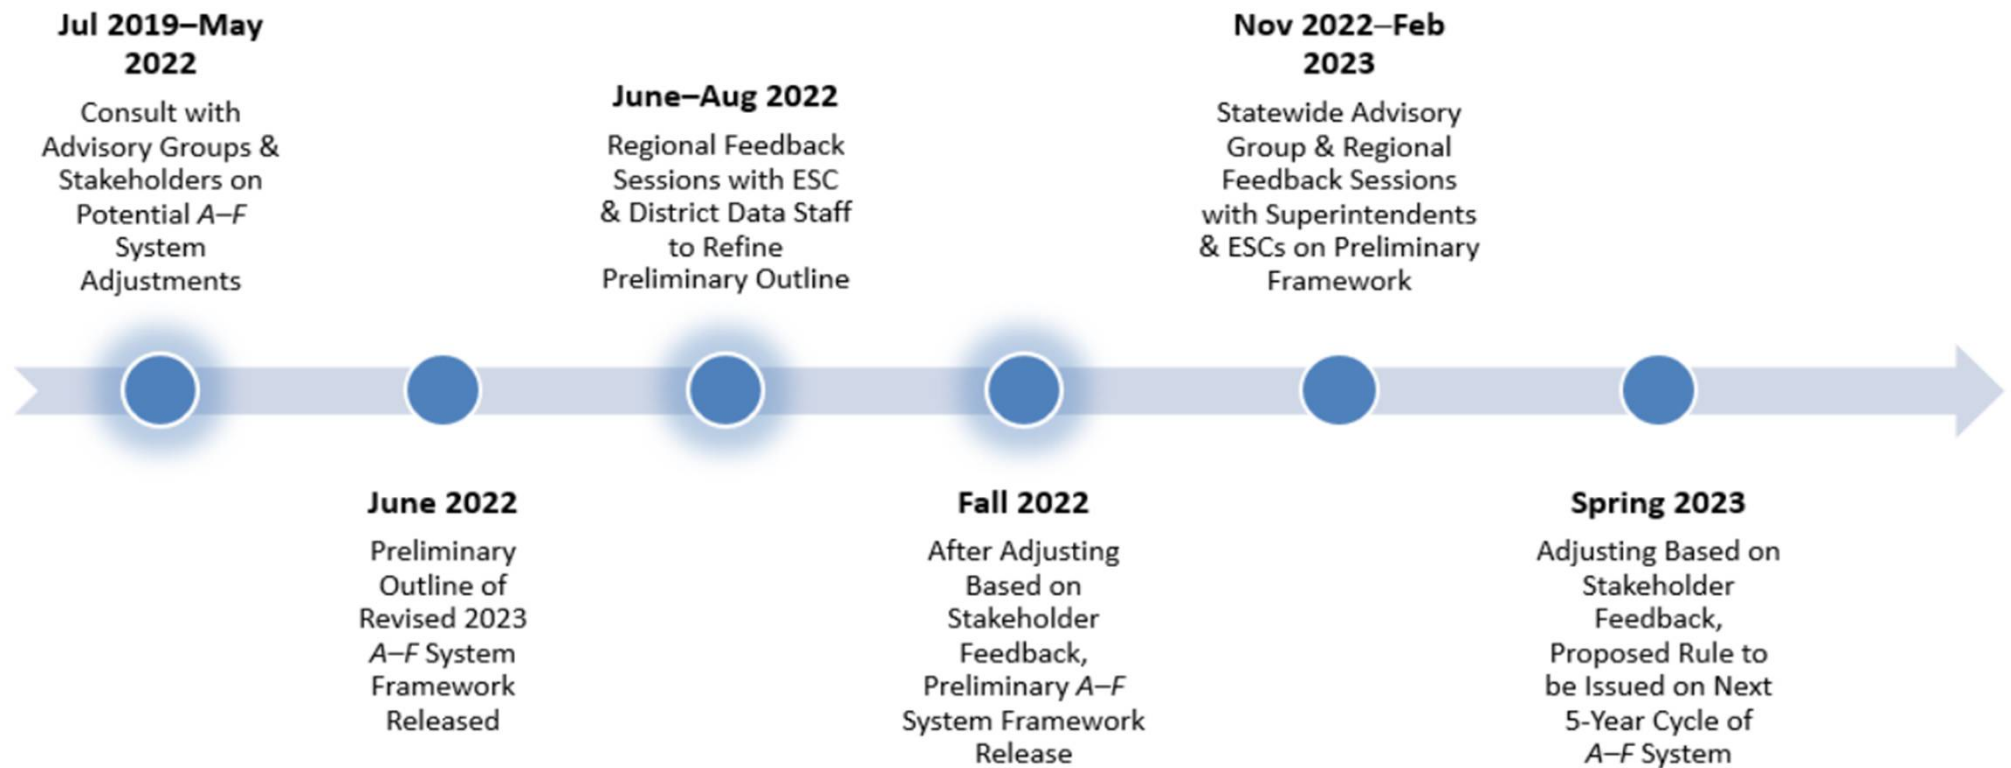 Jul 2019–May
2022
Consult with
Advisory Groups &
Stakeholders on
Potential A–F
System
Adjustments
June 2022
Preliminary
Outline of
Revised 2023
A–F System
Framework
Released
June–Aug 2022
Regional Feedback
Sessions with ESC
& District Data Staff
to Refine
Preliminary Outline
Fall 2022
After Adjusting
Based on
Stakeholder
Feedback,
Preliminary A–F
System Framework
Release
Nov 2022–Feb
2023
Statewide Advisory
Group & Regional
Feedback Sessions
with Superintendents
& ESCs on Preliminary
Framework
Spring 2023
Adjusting Based on
Stakeholder
Feedback,
Proposed Rule to
be Issued on Next
5-Year Cycle of
A–F System